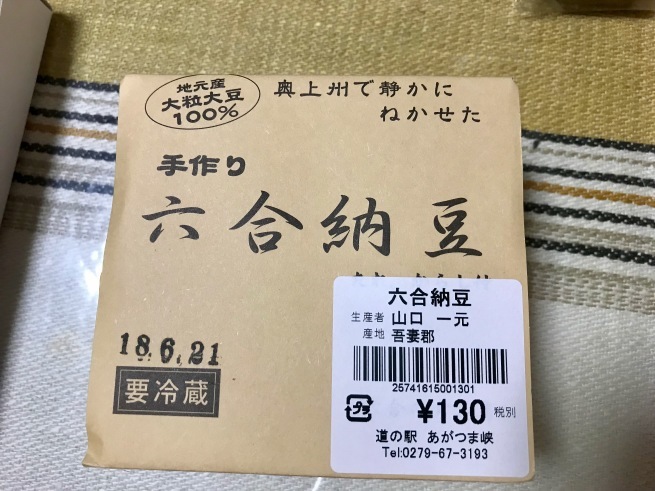 地元産
大粒大豆
100%
奥上州で静かに
ねかせた
手作り
六合納豆
18.6.21
要冷蔵
六合納豆
生産者 山口 一元
産地 吾妻郡
25741615001301
プラ
¥130 税別
道の駅 あがつま峡
Tel:0279-67-3193